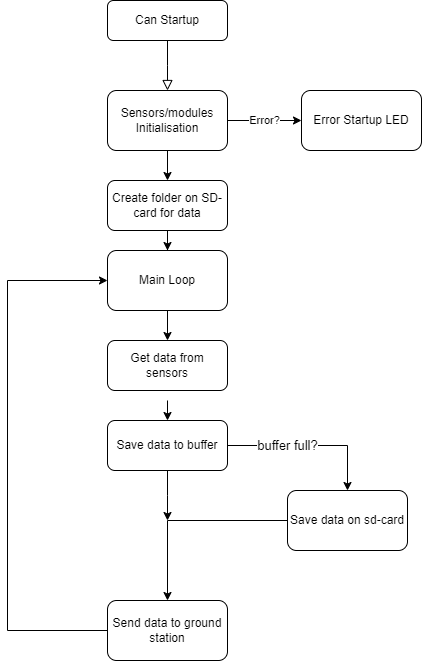 Can Startup
Sensors/modules
Initialisation
Error?
Error Startup LED
Create folder on SD-
card for data
Main Loop
Get data from
sensors
Save data to buffer
buffer full?
Save data on sd-card
Send data to ground
station